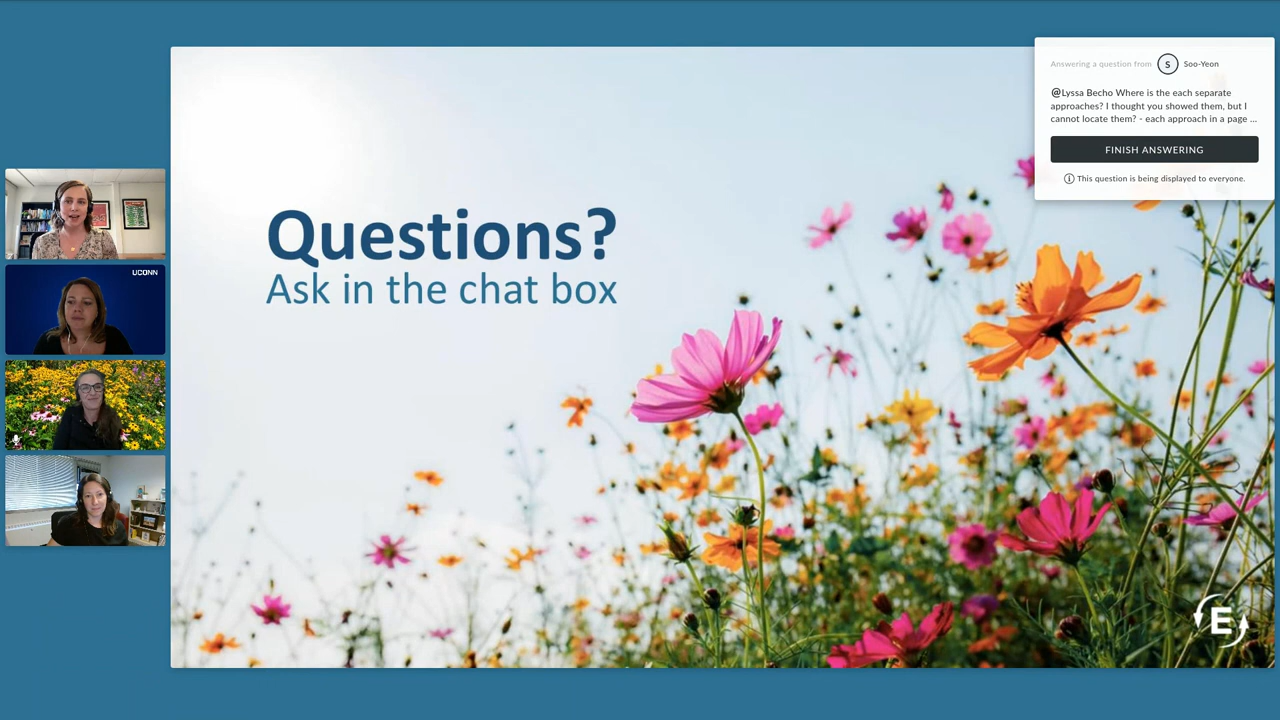 Answering a question from S Soo-Yeon
@Lyssa Becho Where is the each separate
approaches? I thought you showed them, but I
cannot locate them? - each approach in a page ...
FINISH ANSWERING
This question is being displayed to everyone.
Questions?
Ask in the chat box
UCONN
E